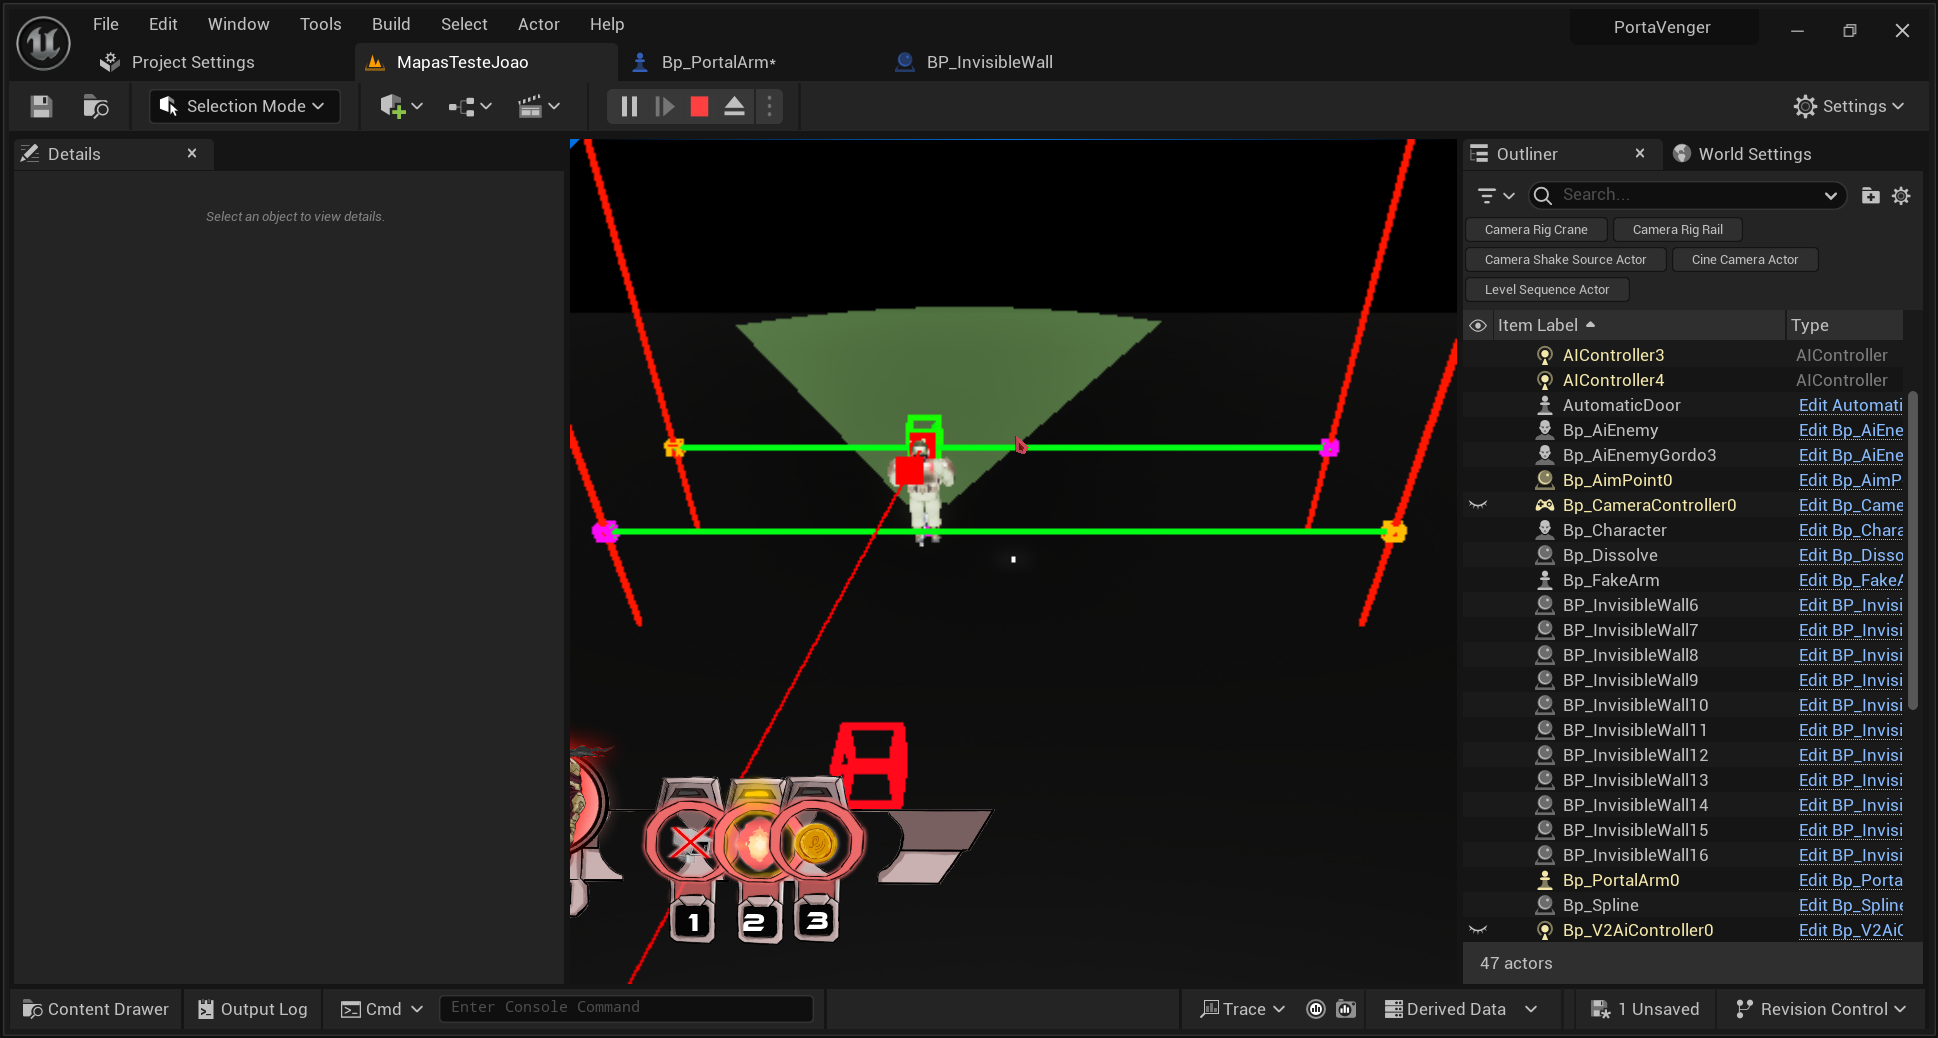 File Edit Window Tools Build Select Actor Help
PortaVenger
Project Settings
MapasTesteJoao
Bp_PortalArm*
BP_InvisibleWall
Selection Mode
Settings
Details
Select an object to view details.
Outliner
World Settings
Search...
Camera Rig Crane
Camera Rig Rail
Camera Shake Source Actor
Cine Camera Actor
Level Sequence Actor
Item Label
Type
AIController3 AIController
AIController4 AIController
AutomaticDoor Edit Automati
Bp_AiEnemy Edit Bp_AiEne
Bp_AiEnemyGordo3 Edit Bp_AiEne
Bp_AimPoint0 Edit Bp_AimP
Bp_CameraController0 Edit Bp_Came
Bp_Character Edit Bp_Chara
Bp_Dissolve Edit Bp_Disso
Bp_FakeArm Edit Bp_FakeA
BP_InvisibleWall6 Edit BP_Invisi
BP_InvisibleWall7 Edit BP_Invisi
BP_InvisibleWall8 Edit BP_Invisi
BP_InvisibleWall9 Edit BP_Invisi
BP_InvisibleWall10 Edit BP_Invisi
BP_InvisibleWall11 Edit BP_Invisi
BP_InvisibleWall12 Edit BP_Invisi
BP_InvisibleWall13 Edit BP_Invisi
BP_InvisibleWall14 Edit BP_Invisi
BP_InvisibleWall15 Edit BP_Invisi
BP_InvisibleWall16 Edit BP_Invisi
Bp_PortalArm0 Edit Bp_Porta
Bp_Spline Edit Bp_Spline
Bp_V2AiController0 Edit Bp_V2AiC
47 actors
1 2 3
Content Drawer
Output Log
Cmd
Enter Console Command
Trace
Derived Data
1 Unsaved
Revision Control